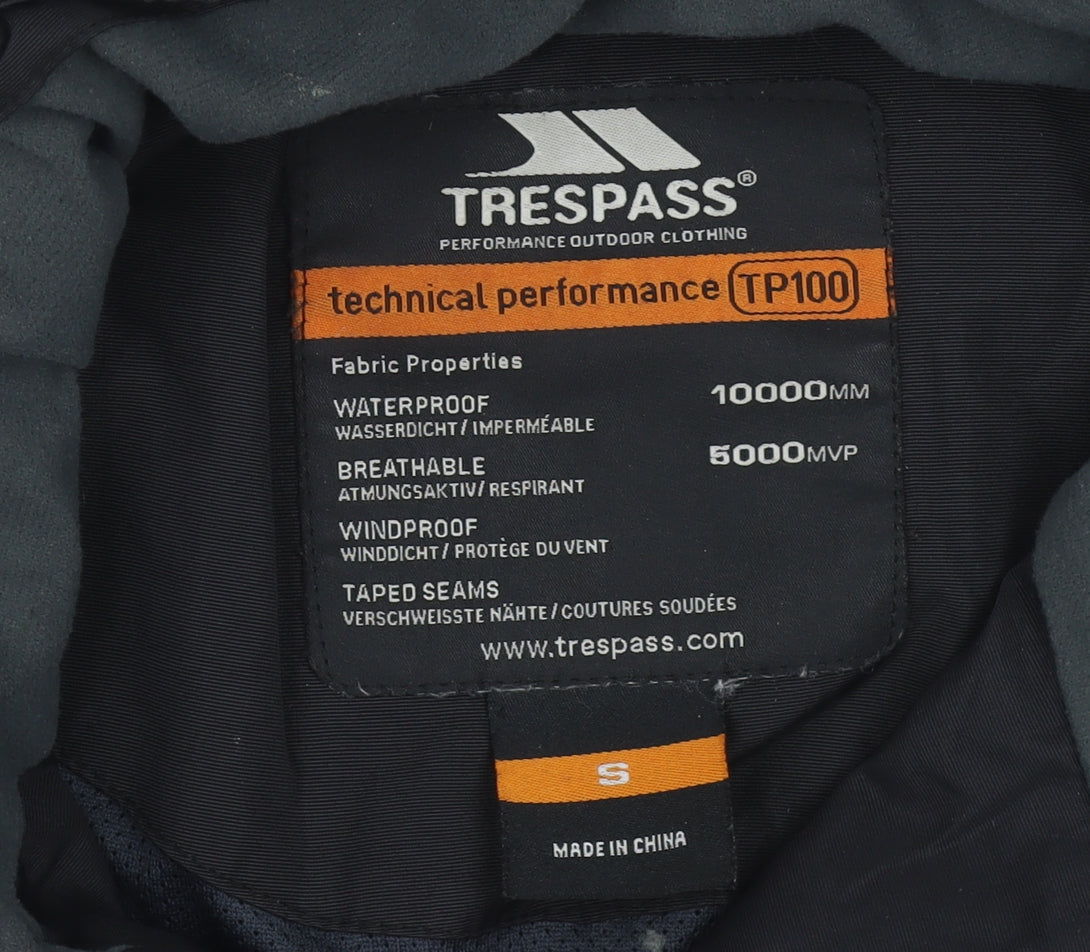 TRESPASS®
PERFORMANCE OUTDOOR CLOTHING
technical performance TP100
Fabric Properties
WATERPROOF 10000MM
WASSERDICHT / IMPERMÉABLE
BREATHABLE 5000MVP
ATMUNGSAKTIV / RESPIRANT
WINDPROOF
WINDDICHT / PROTÈGE DU VENT
TAPED SEAMS
VERSCHWEISSTE NÄHTE / COUTURES SOUDÉES
www.trespass.com
S
MADE IN CHINA